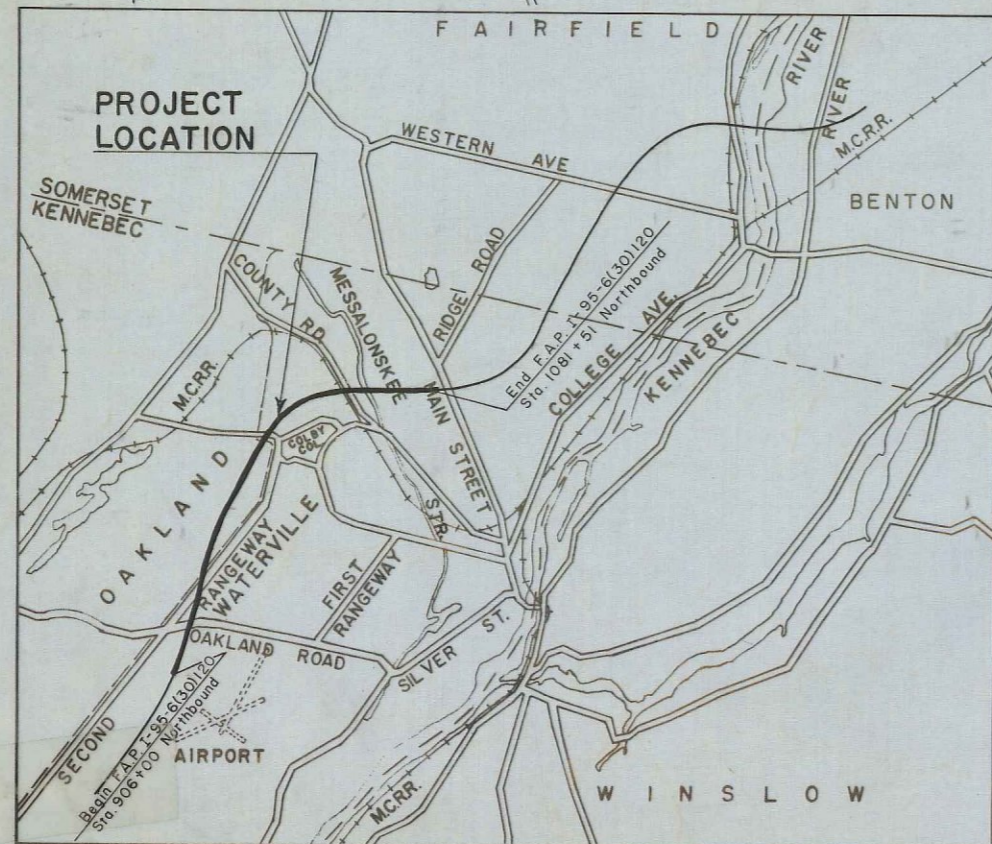 FAIRFIELD
RIVER
RIVER
M.C.R.R.
PROJECT
LOCATION
WESTERN AVE
BENTON
SOMERSET
KENNEBEC
COUNTY RD.
MESSALONSKEE
STR.
RIDGE ROAD
End F.A.P. I-95-6(30)120
Sta. 1081 + 51 Northbound
COLLEGE AVE.
KENNEBEC
M.C.R.R.
MAIN STREET
COLBY
COL
OAKLAND
RANGEWAY
WATERVILLE
FIRST
RANGEWAY
OAKLAND ROAD
SILVER ST.
SECOND
Begin F.A.P. I-95-6(30)120
Sta. 906+00 Northbound
AIRPORT
M.C.R.R.
WINSLOW